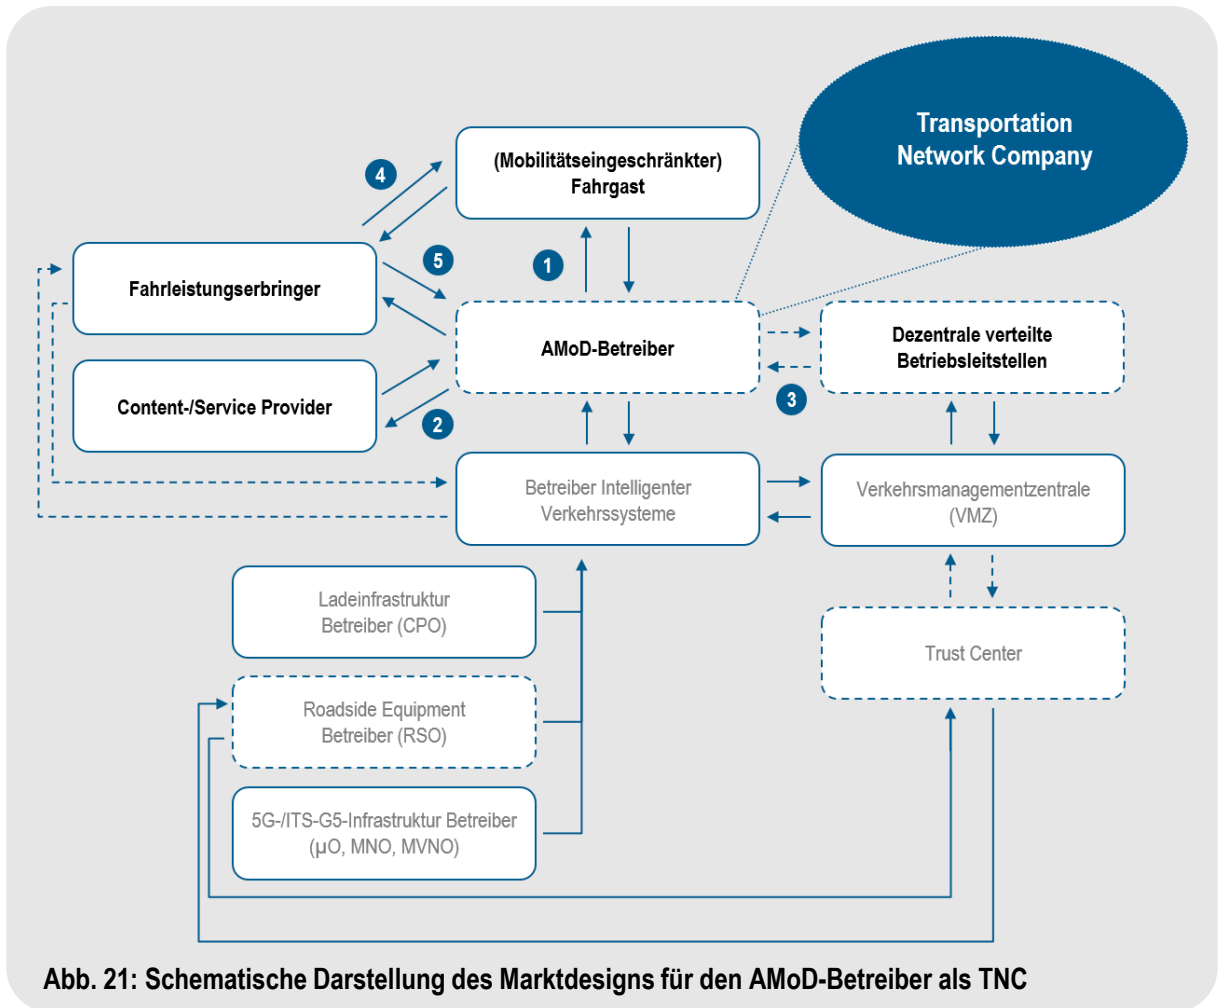 Transportation
Network Company
(Mobilitätseingeschränkter)
Fahrgast
4
1
5
Fahrleistungserbringer
AMoD-Betreiber
Dezentrale verteilte
Betriebsleitstellen
3
Content-/Service Provider
2
Betreiber Intelligenter
Verkehrssysteme
Verkehrsmanagementzentrale
(VMZ)
Ladeinfrastruktur
Betreiber (CPO)
Trust Center
Roadside Equipment
Betreiber (RSO)
5G-/ITS-G5-Infrastruktur Betreiber
(µO, MNO, MVNO)
Abb. 21: Schematische Darstellung des Marktdesigns für den AMoD-Betreiber als TNC